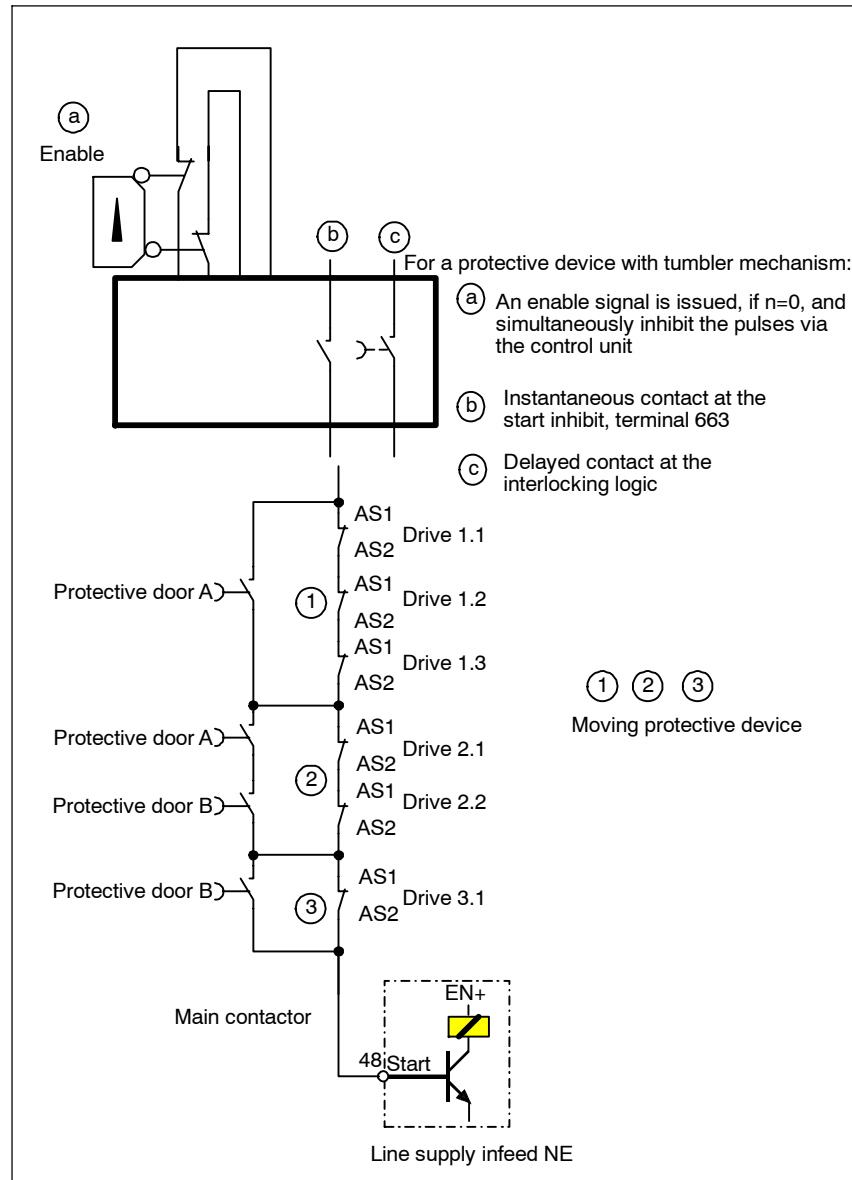 a
Enable
b c
For a protective device with tumbler mechanism:
a An enable signal is issued, if n=0, and
simultaneously inhibit the pulses via
the control unit
b Instantaneous contact at the
start inhibit, terminal 663
c Delayed contact at the
interlocking logic
AS1
Drive 1.1
AS2
Protective door A
1
AS1
Drive 1.2
AS2
AS1
Drive 1.3
AS2
1 2 3
Moving protective device
Protective door A
AS1
Drive 2.1
AS2
2
Protective door B
AS1
Drive 2.2
AS2
Protective door B
3
AS1
Drive 3.1
AS2
Main contactor
EN+
48 Start
Line supply infeed NE